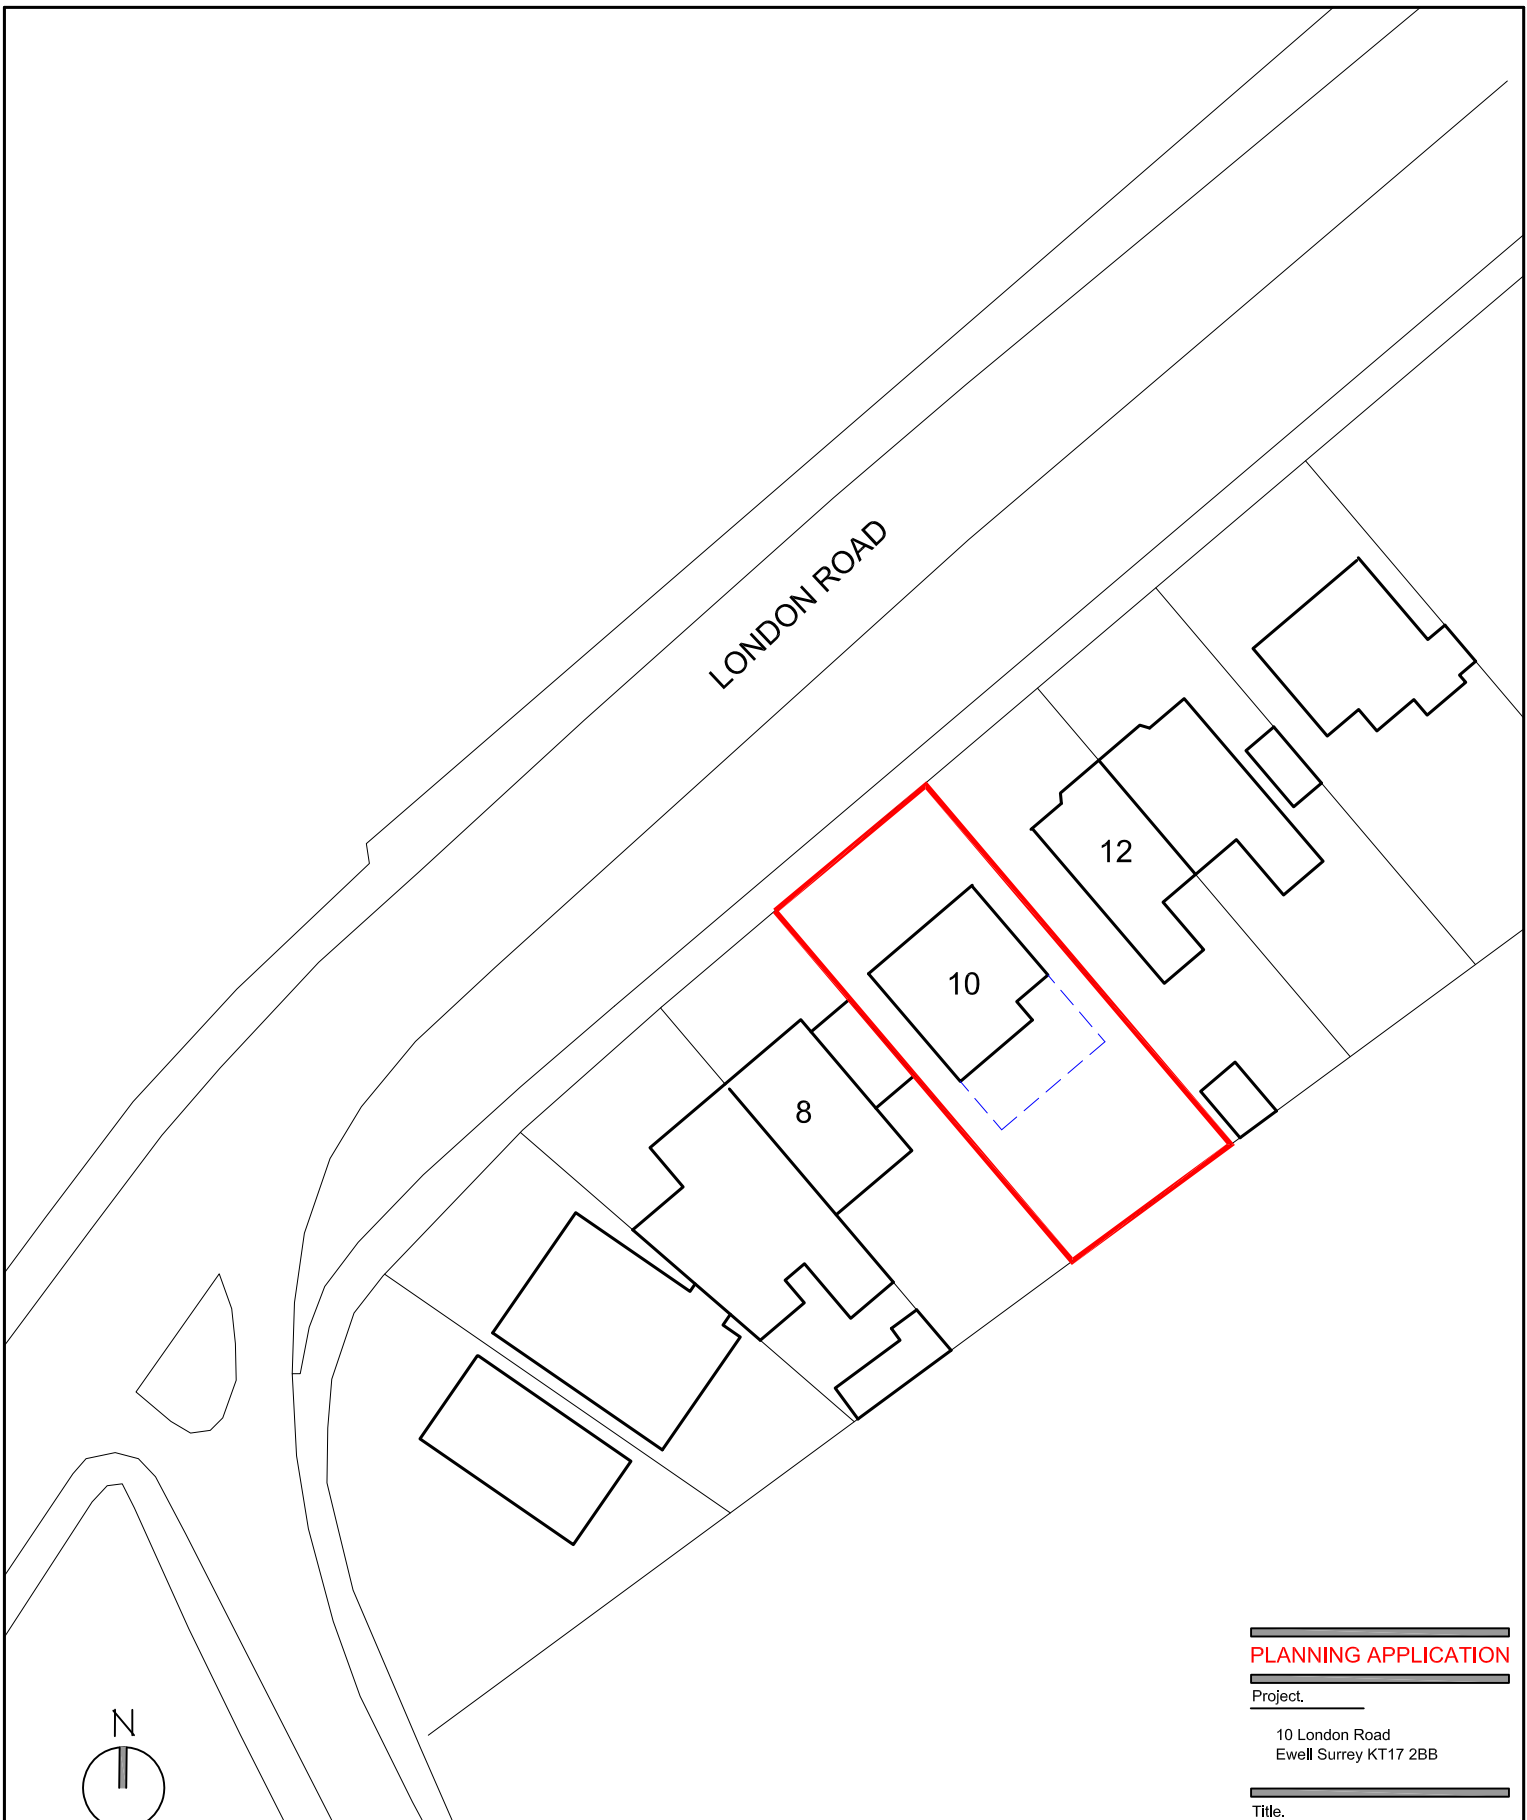 LONDON ROAD
12
10
8
PLANNING APPLICATION
Project.
10 London Road
Ewell Surrey KT17 2BB
Title.
N